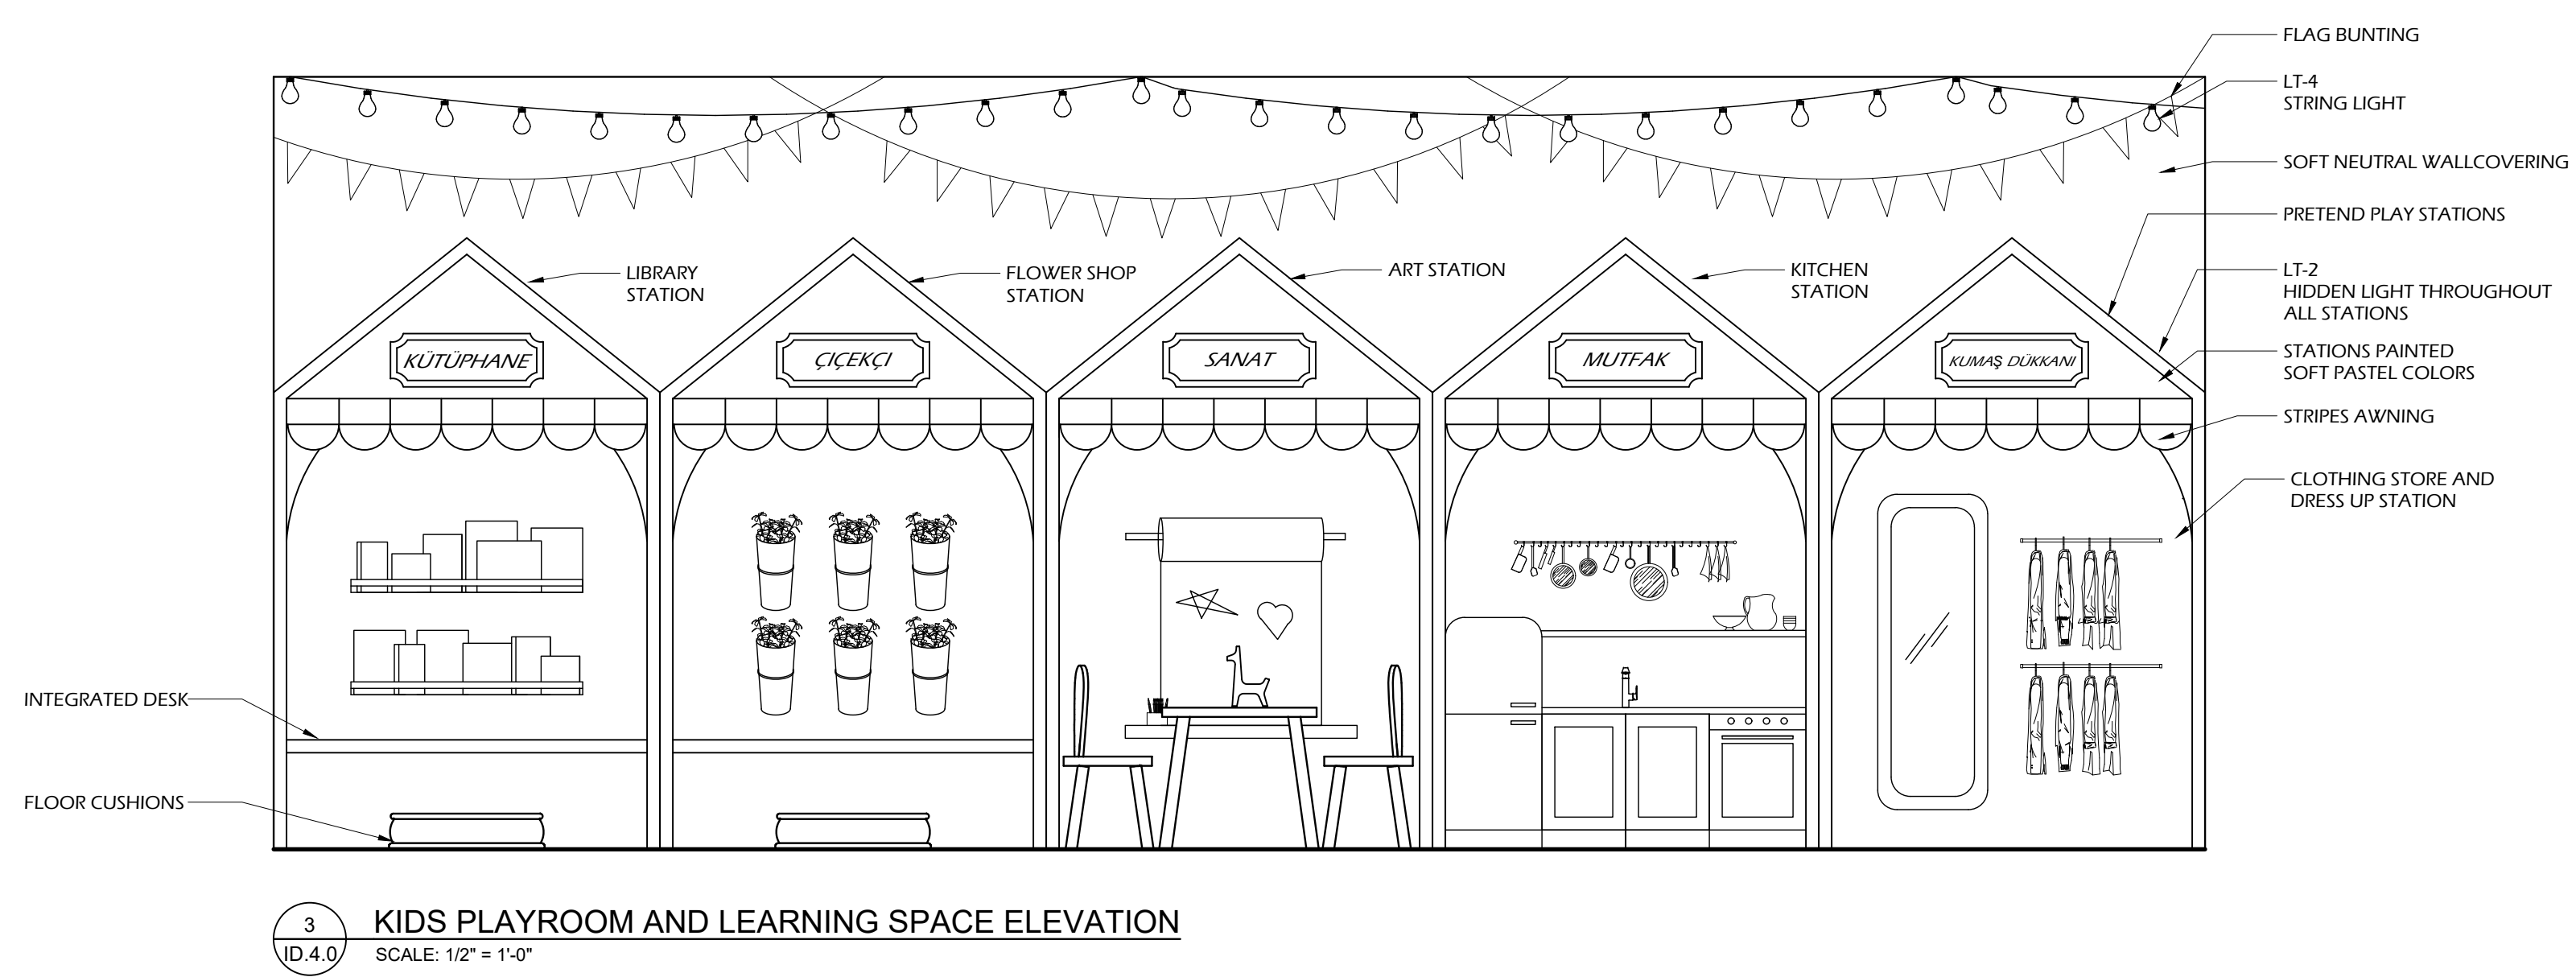 FLAG BUNTING
LT-4
STRING LIGHT
SOFT NEUTRAL WALLCOVERING
PRETEND PLAY STATIONS
LIBRARY
STATION
FLOWER SHOP
STATION
ART STATION
KITCHEN
STATION
LT-2
HIDDEN LIGHT THROUGHOUT
ALL STATIONS
KÜTÜPHANE
ÇIÇEKÇI
SANAT
MUTFAK
KUMAŞ DÜKKANI
STATIONS PAINTED
SOFT PASTEL COLORS
STRIPES AWNING
CLOTHING STORE AND
DRESS UP STATION
INTEGRATED DESK
FLOOR CUSHIONS
3
ID.4.0
KIDS PLAYROOM AND LEARNING SPACE ELEVATION
SCALE: 1/2" = 1'-0"